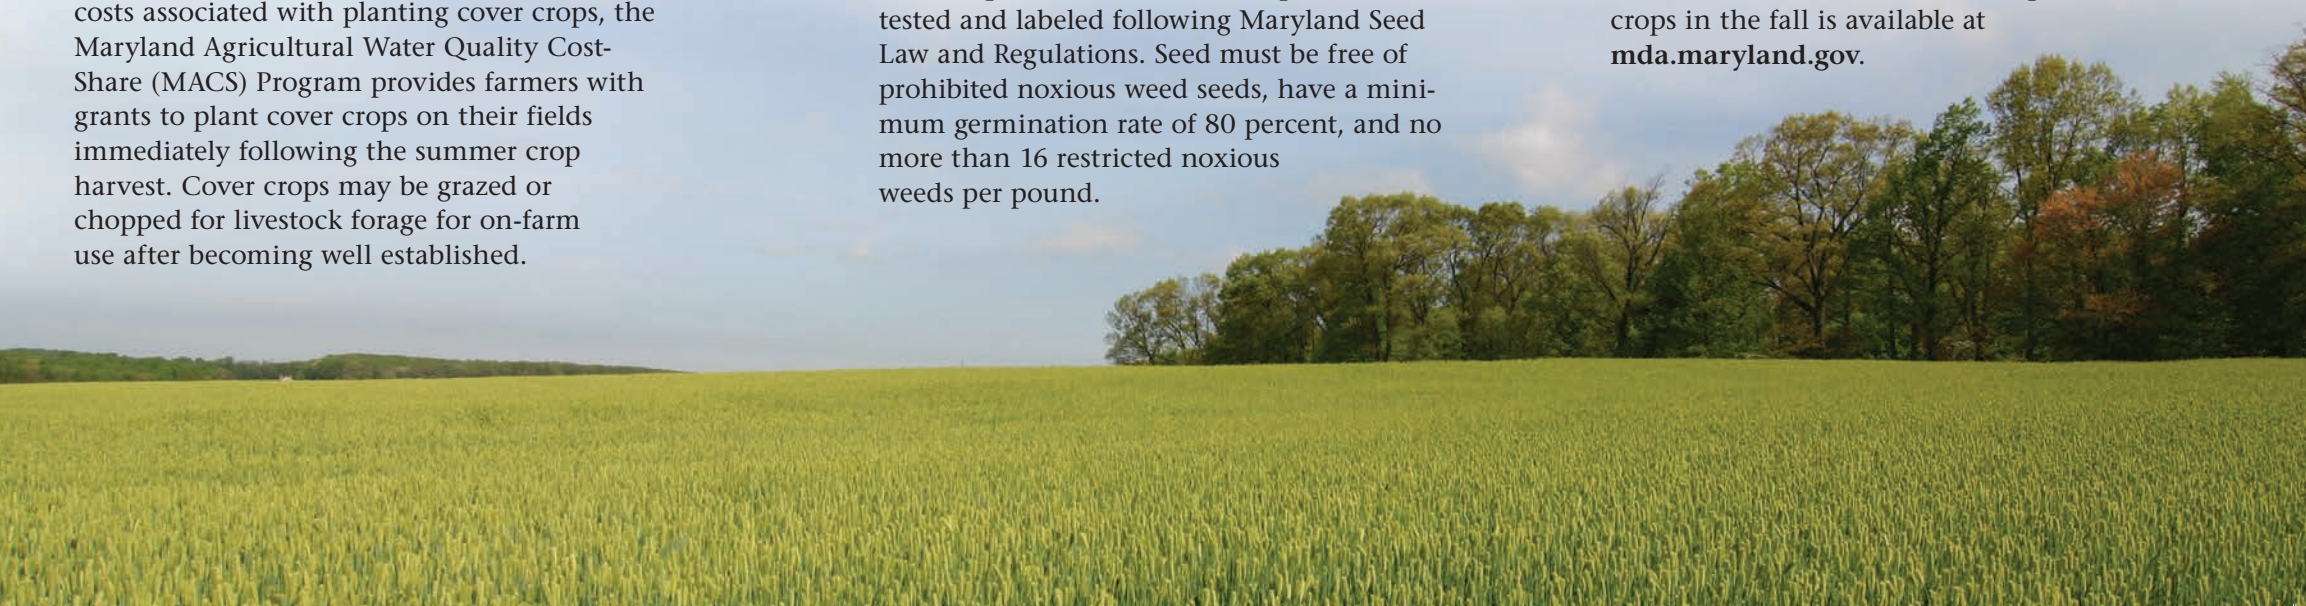 costs associated with planting cover crops, the
Maryland Agricultural Water Quality Cost-
Share (MACS) Program provides farmers with
grants to plant cover crops on their fields
immediately following the summer crop
harvest. Cover crops may be grazed or
chopped for livestock forage for on-farm
use after becoming well established.
tested and labeled following Maryland Seed
Law and Regulations. Seed must be free of
prohibited noxious weed seeds, have a mini-
mum germination rate of 80 percent, and no
more than 16 restricted noxious
weeds per pound.
crops in the fall is available at
mda.maryland.gov.